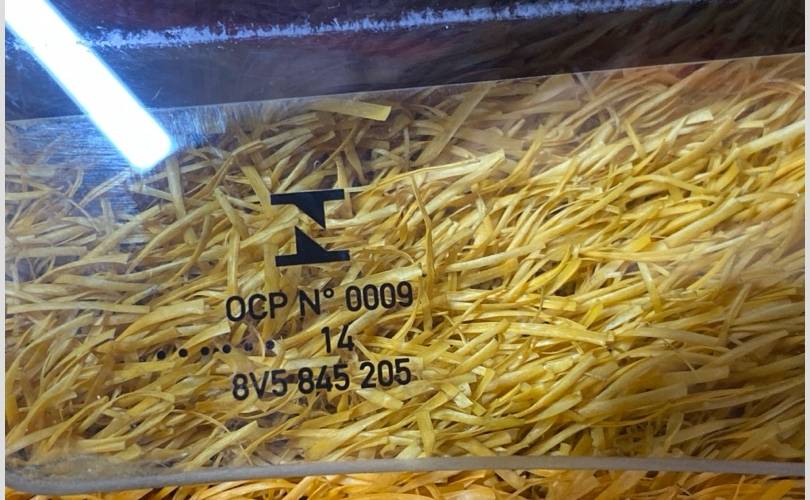 OCP N° 0009
....... 14
8V5 845 205